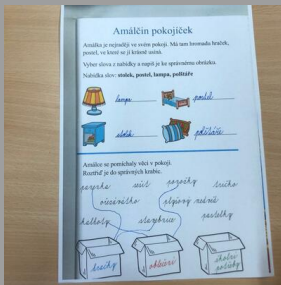 Amálčin pokojíček
Amálka je nejraději ve svém pokoji. Má tam hromadu hraček,
postel, ve které se jí krásně usíná.
Vyber slova z nabídky a napiš je ke správnému obrázku.
Nabídka slov: stolek, postel, lampa, polštáře
lampa postel
stolek polštáře
Amálce se pomíchaly věci v pokoji.
Roztřiď je do správných krabic.
panenka míč ponožky tričko
plyšový medvěd
kalhoty stavebnice pastelky
hračky oblečení školní
potřeby